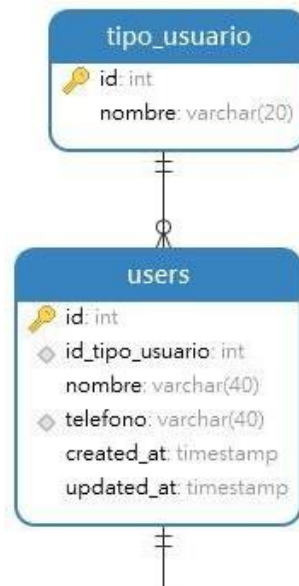 tipo_usuario
id: int
nombre: varchar(20)
users
id: int
id_tipo_usuario: int
nombre: varchar(40)
telefono: varchar(40)
created_at: timestamp
updated_at: timestamp